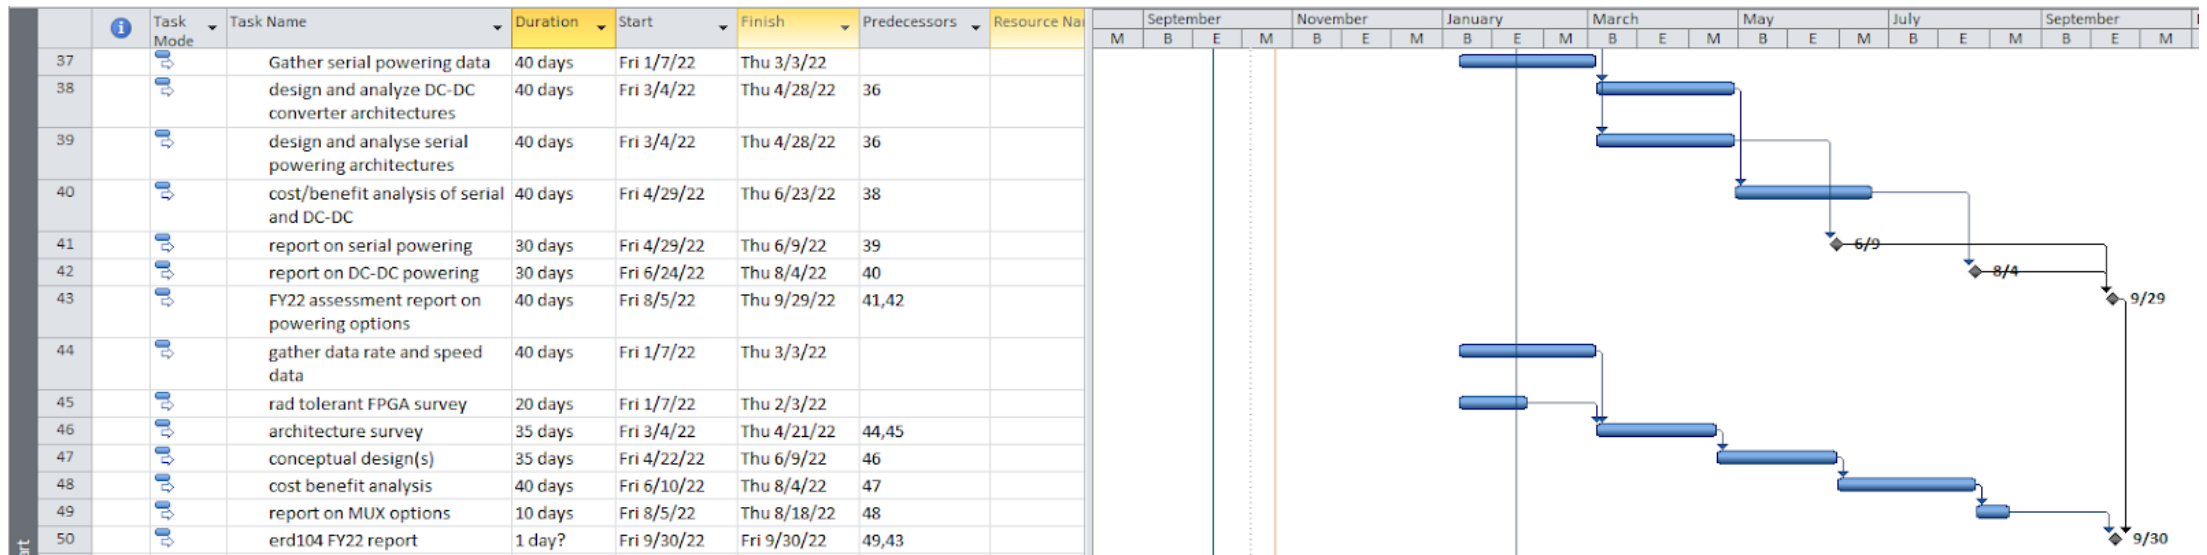 Task Mode Task Name Duration Start Finish Predecessors Resource Na
September November January March May July September
M B E M B E M B E M B E M B E M B E M B E M
37 Gather serial powering data 40 days Fri 1/7/22 Thu 3/3/22
38 design and analyze DC-DC 40 days Fri 3/4/22 Thu 4/28/22 36
converter architectures
39 design and analyse serial 40 days Fri 3/4/22 Thu 4/28/22 36
powering architectures
40 cost/benefit analysis of serial 40 days Fri 4/29/22 Thu 6/23/22 38
and DC-DC
41 report on serial powering 30 days Fri 4/29/22 Thu 6/9/22 39 6/9
42 report on DC-DC powering 30 days Fri 6/24/22 Thu 8/4/22 40 8/4
43 FY22 assessment report on 40 days Fri 8/5/22 Thu 9/29/22 41,42 9/29
powering options
44 gather data rate and speed 40 days Fri 1/7/22 Thu 3/3/22
data
45 rad tolerant FPGA survey 20 days Fri 1/7/22 Thu 2/3/22
46 architecture survey 35 days Fri 3/4/22 Thu 4/21/22 44,45
47 conceptual design(s) 35 days Fri 4/22/22 Thu 6/9/22 46
48 cost benefit analysis 40 days Fri 6/10/22 Thu 8/4/22 47
49 report on MUX options 10 days Fri 8/5/22 Thu 8/18/22 48
50 erd104 FY22 report 1 day? Fri 9/30/22 Fri 9/30/22 49,43 9/30